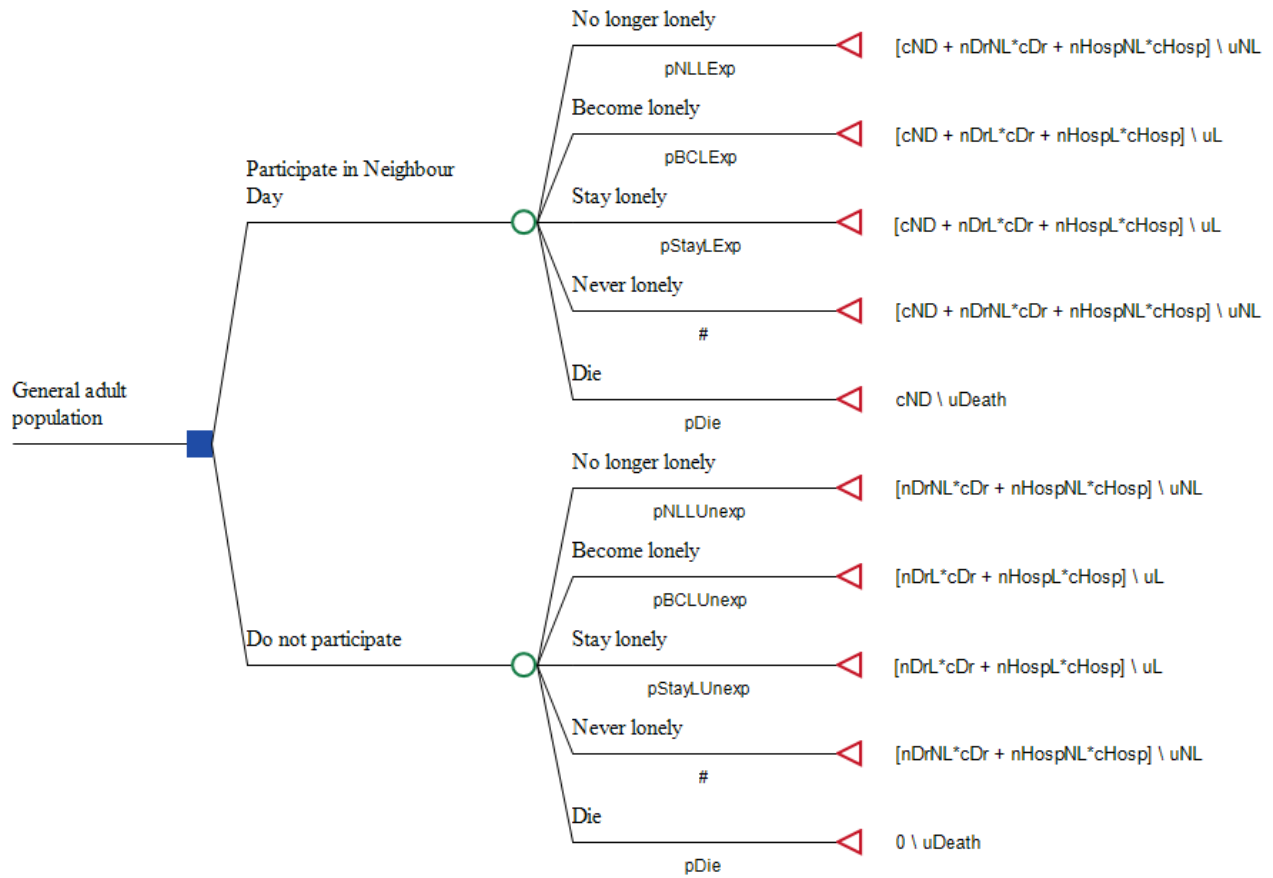 No longer lonely
pNLLExp
[cND + nDrNL*cDr + nHospNL*cHosp] \ uNL
Become lonely
pBCLExp
[cND + nDrL*cDr + nHospL*cHosp] \ uL
Participate in Neighbour
Day
Stay lonely
pStayLExp
[cND + nDrL*cDr + nHospL*cHosp] \ uL
Never lonely
#
[cND + nDrNL*cDr + nHospNL*cHosp] \ uNL
Die
pDie
cND \ uDeath
General adult
population
No longer lonely
pNLLUnexp
[nDrNL*cDr + nHospNL*cHosp] \ uNL
Become lonely
pBCLUnexp
[nDrL*cDr + nHospL*cHosp] \ uL
Do not participate
Stay lonely
pStayLUnexp
[nDrL*cDr + nHospL*cHosp] \ uL
Never lonely
#
[nDrNL*cDr + nHospNL*cHosp] \ uNL
Die
pDie
0 \ uDeath